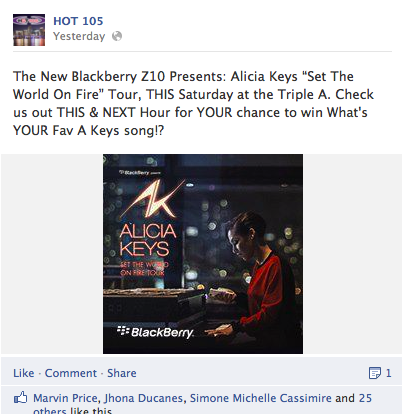 HOT 105
Yesterday
The New Blackberry Z10 Presents: Alicia Keys “Set The
World On Fire” Tour, THIS Saturday at the Triple A. Check
us out THIS & NEXT Hour for YOUR chance to win What's
YOUR Fav A Keys song!?
BlackBerry presents
AK
ALICIA
KEYS
SET THE WORLD
ON FIRE TOUR
BlackBerry
Like · Comment · Share
1
Marvin Price, Jhona Ducanes, Simone Michelle Cassimire and 25
others like this.